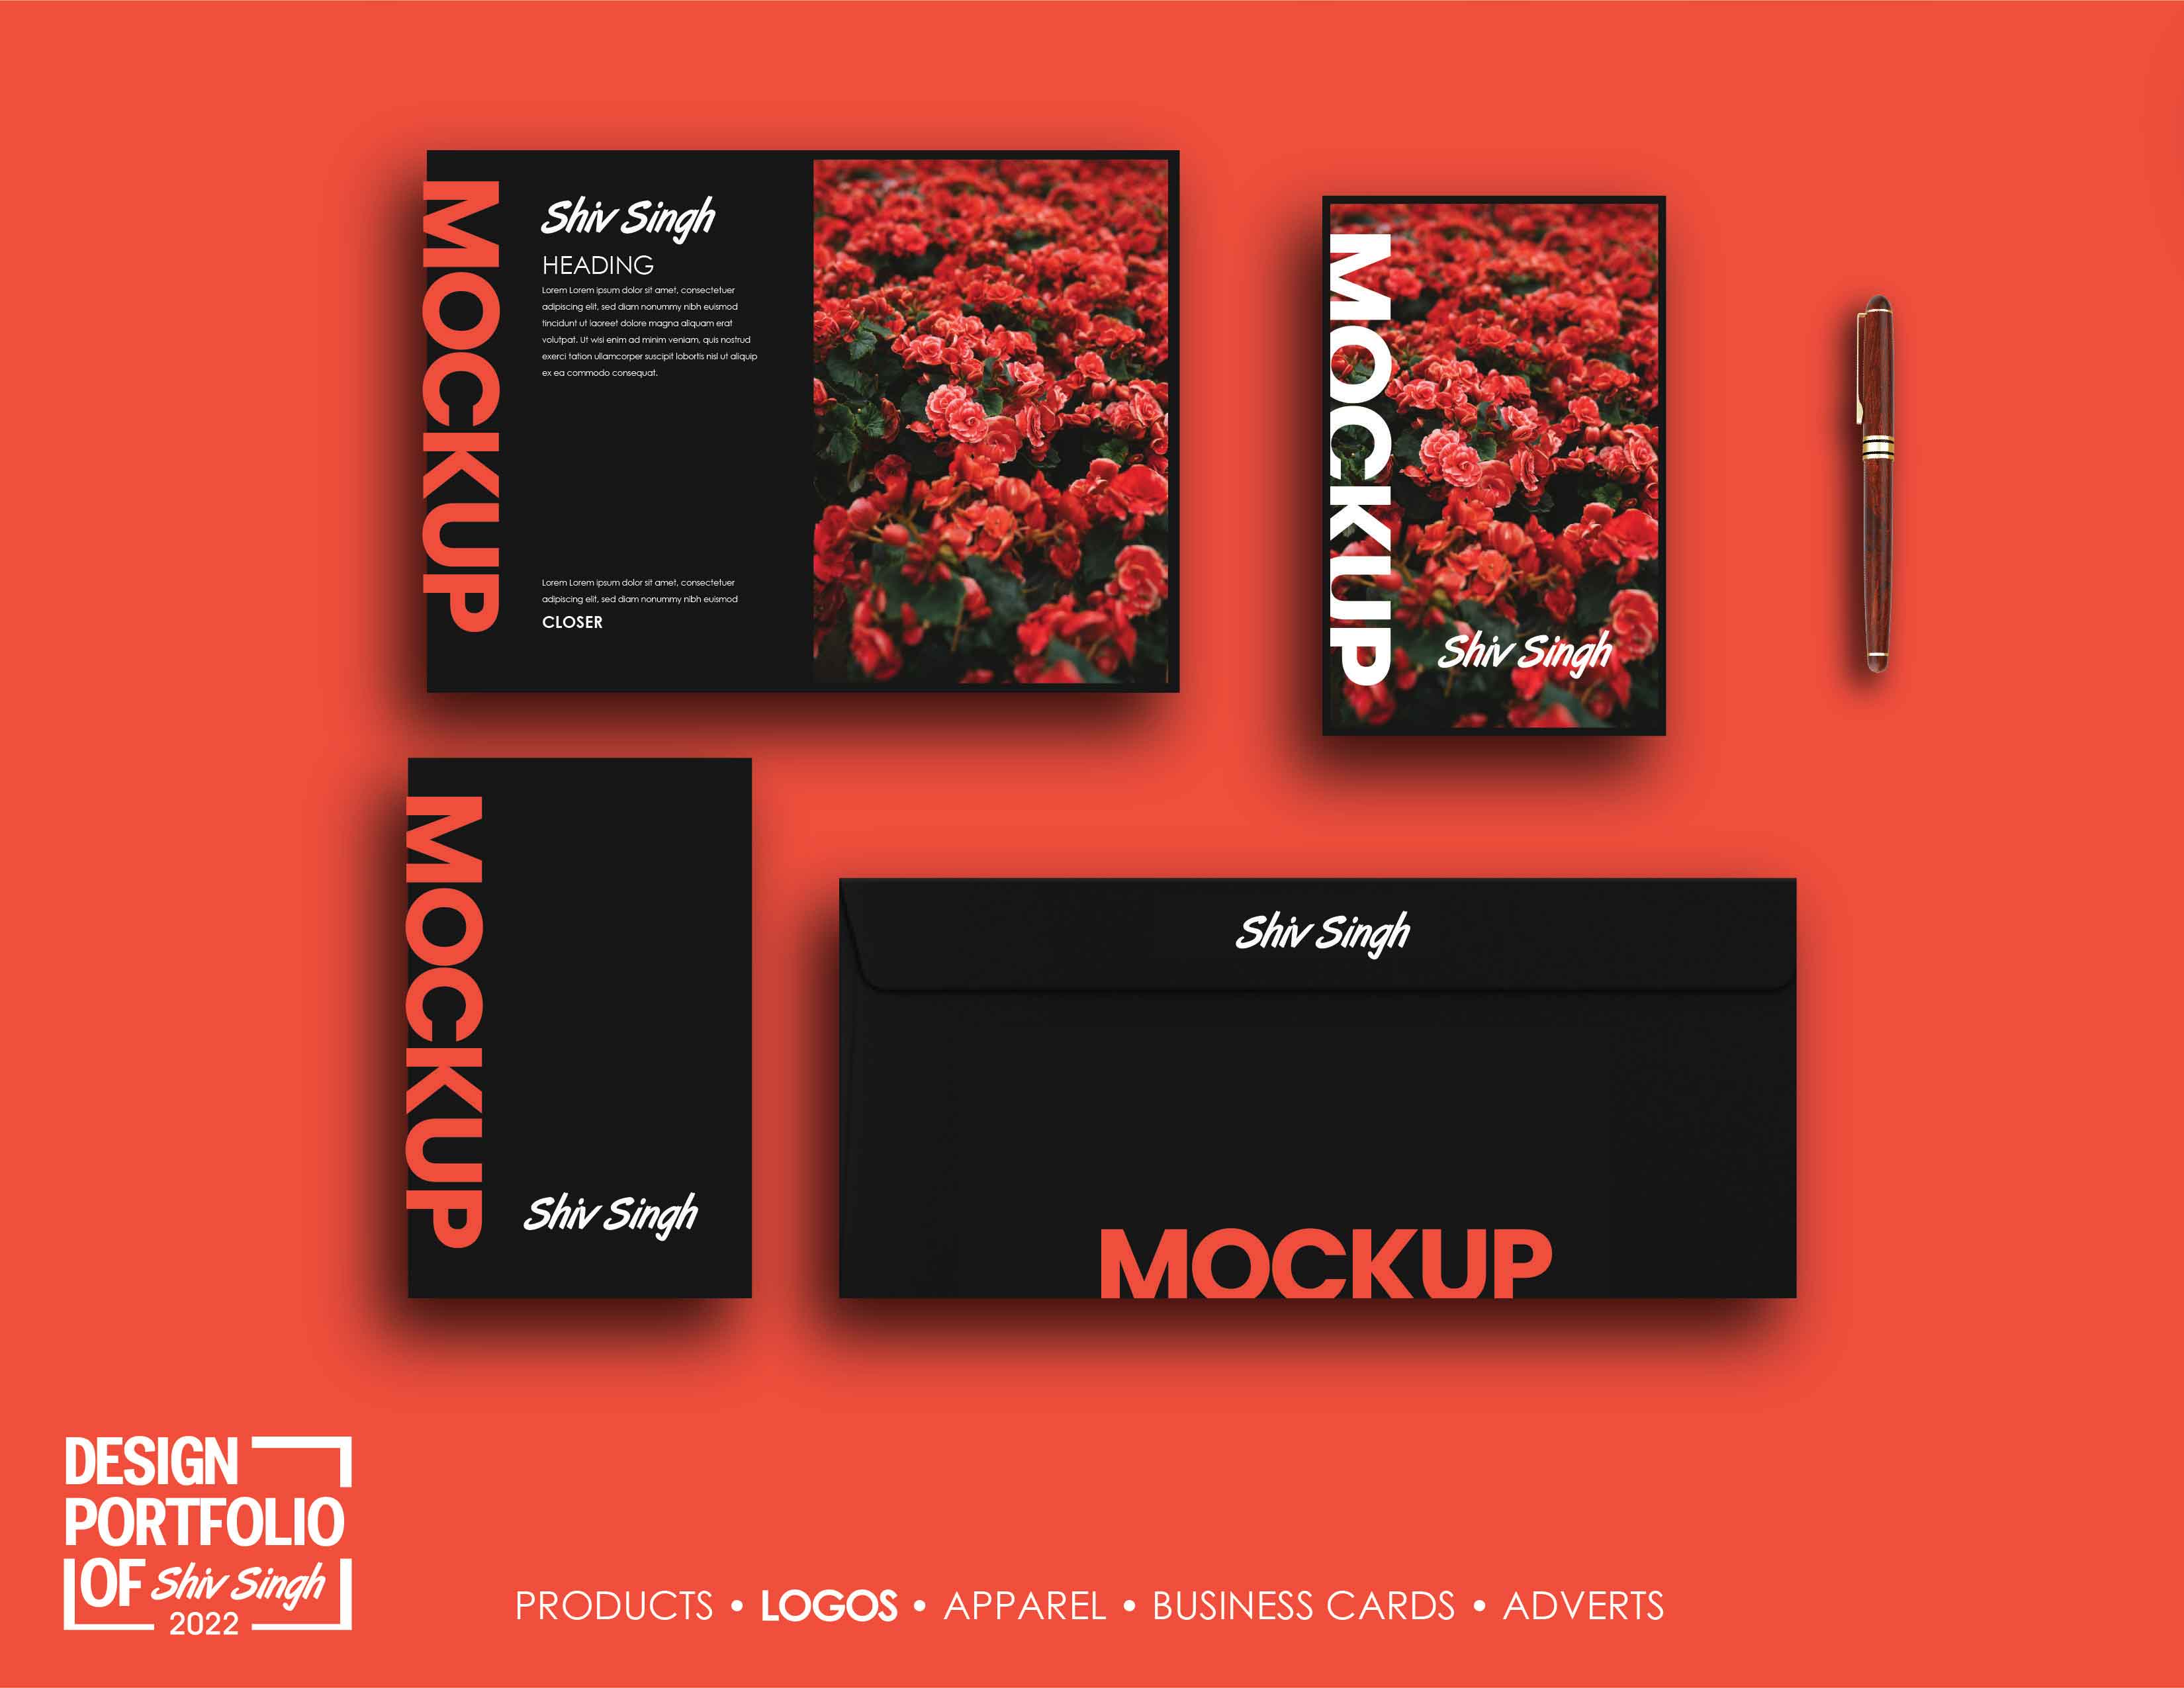 MOCKUP
Shiv Singh
HEADING
Lorem Lorem ipsum dolor sit amet, consectetuer
adipiscing elit, sed diam nonummy nibh euismod
tincidunt ut laoreet dolore magna aliquam erat
volutpat. Ut wisi enim ad minim veniam, quis nostrud
exerci tation ullamcorper suscipit lobortis nisl ut aliquip
ex ea commodo consequat.
Lorem Lorem ipsum dolor sit amet, consectetuer
adipiscing elit, sed diam nonummy nibh euismod
CLOSER
MOCKUP
Shiv Singh
MOCKUP
Shiv Singh
Shiv Singh
MOCKUP
DESIGN
PORTFOLIO
OF Shiv Singh
2022
PRODUCTS • LOGOS • APPAREL • BUSINESS CARDS • ADVERTS